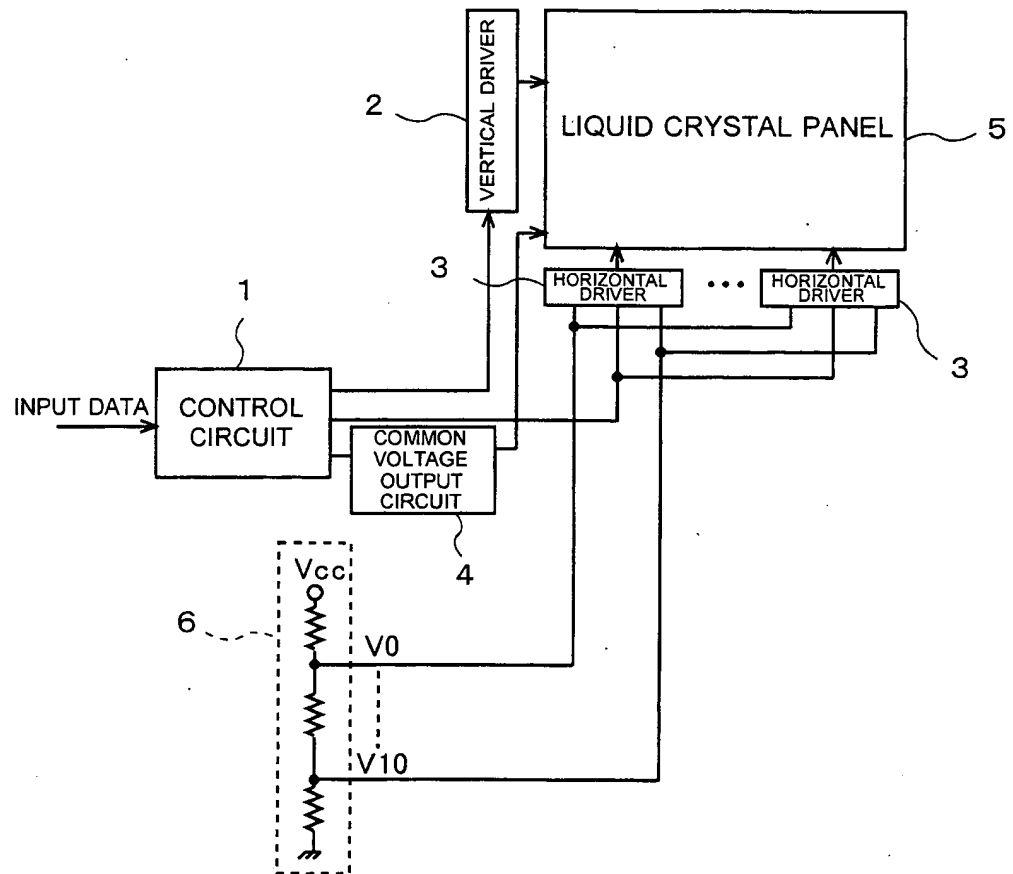 2
VERTICAL DRIVER
LIQUID CRYSTAL PANEL
5
3
HORIZONTAL
DRIVER
HORIZONTAL
DRIVER
3
1
INPUT DATA
CONTROL
CIRCUIT
COMMON
VOLTAGE
OUTPUT
CIRCUIT
4
Vcc
6
V0
V10